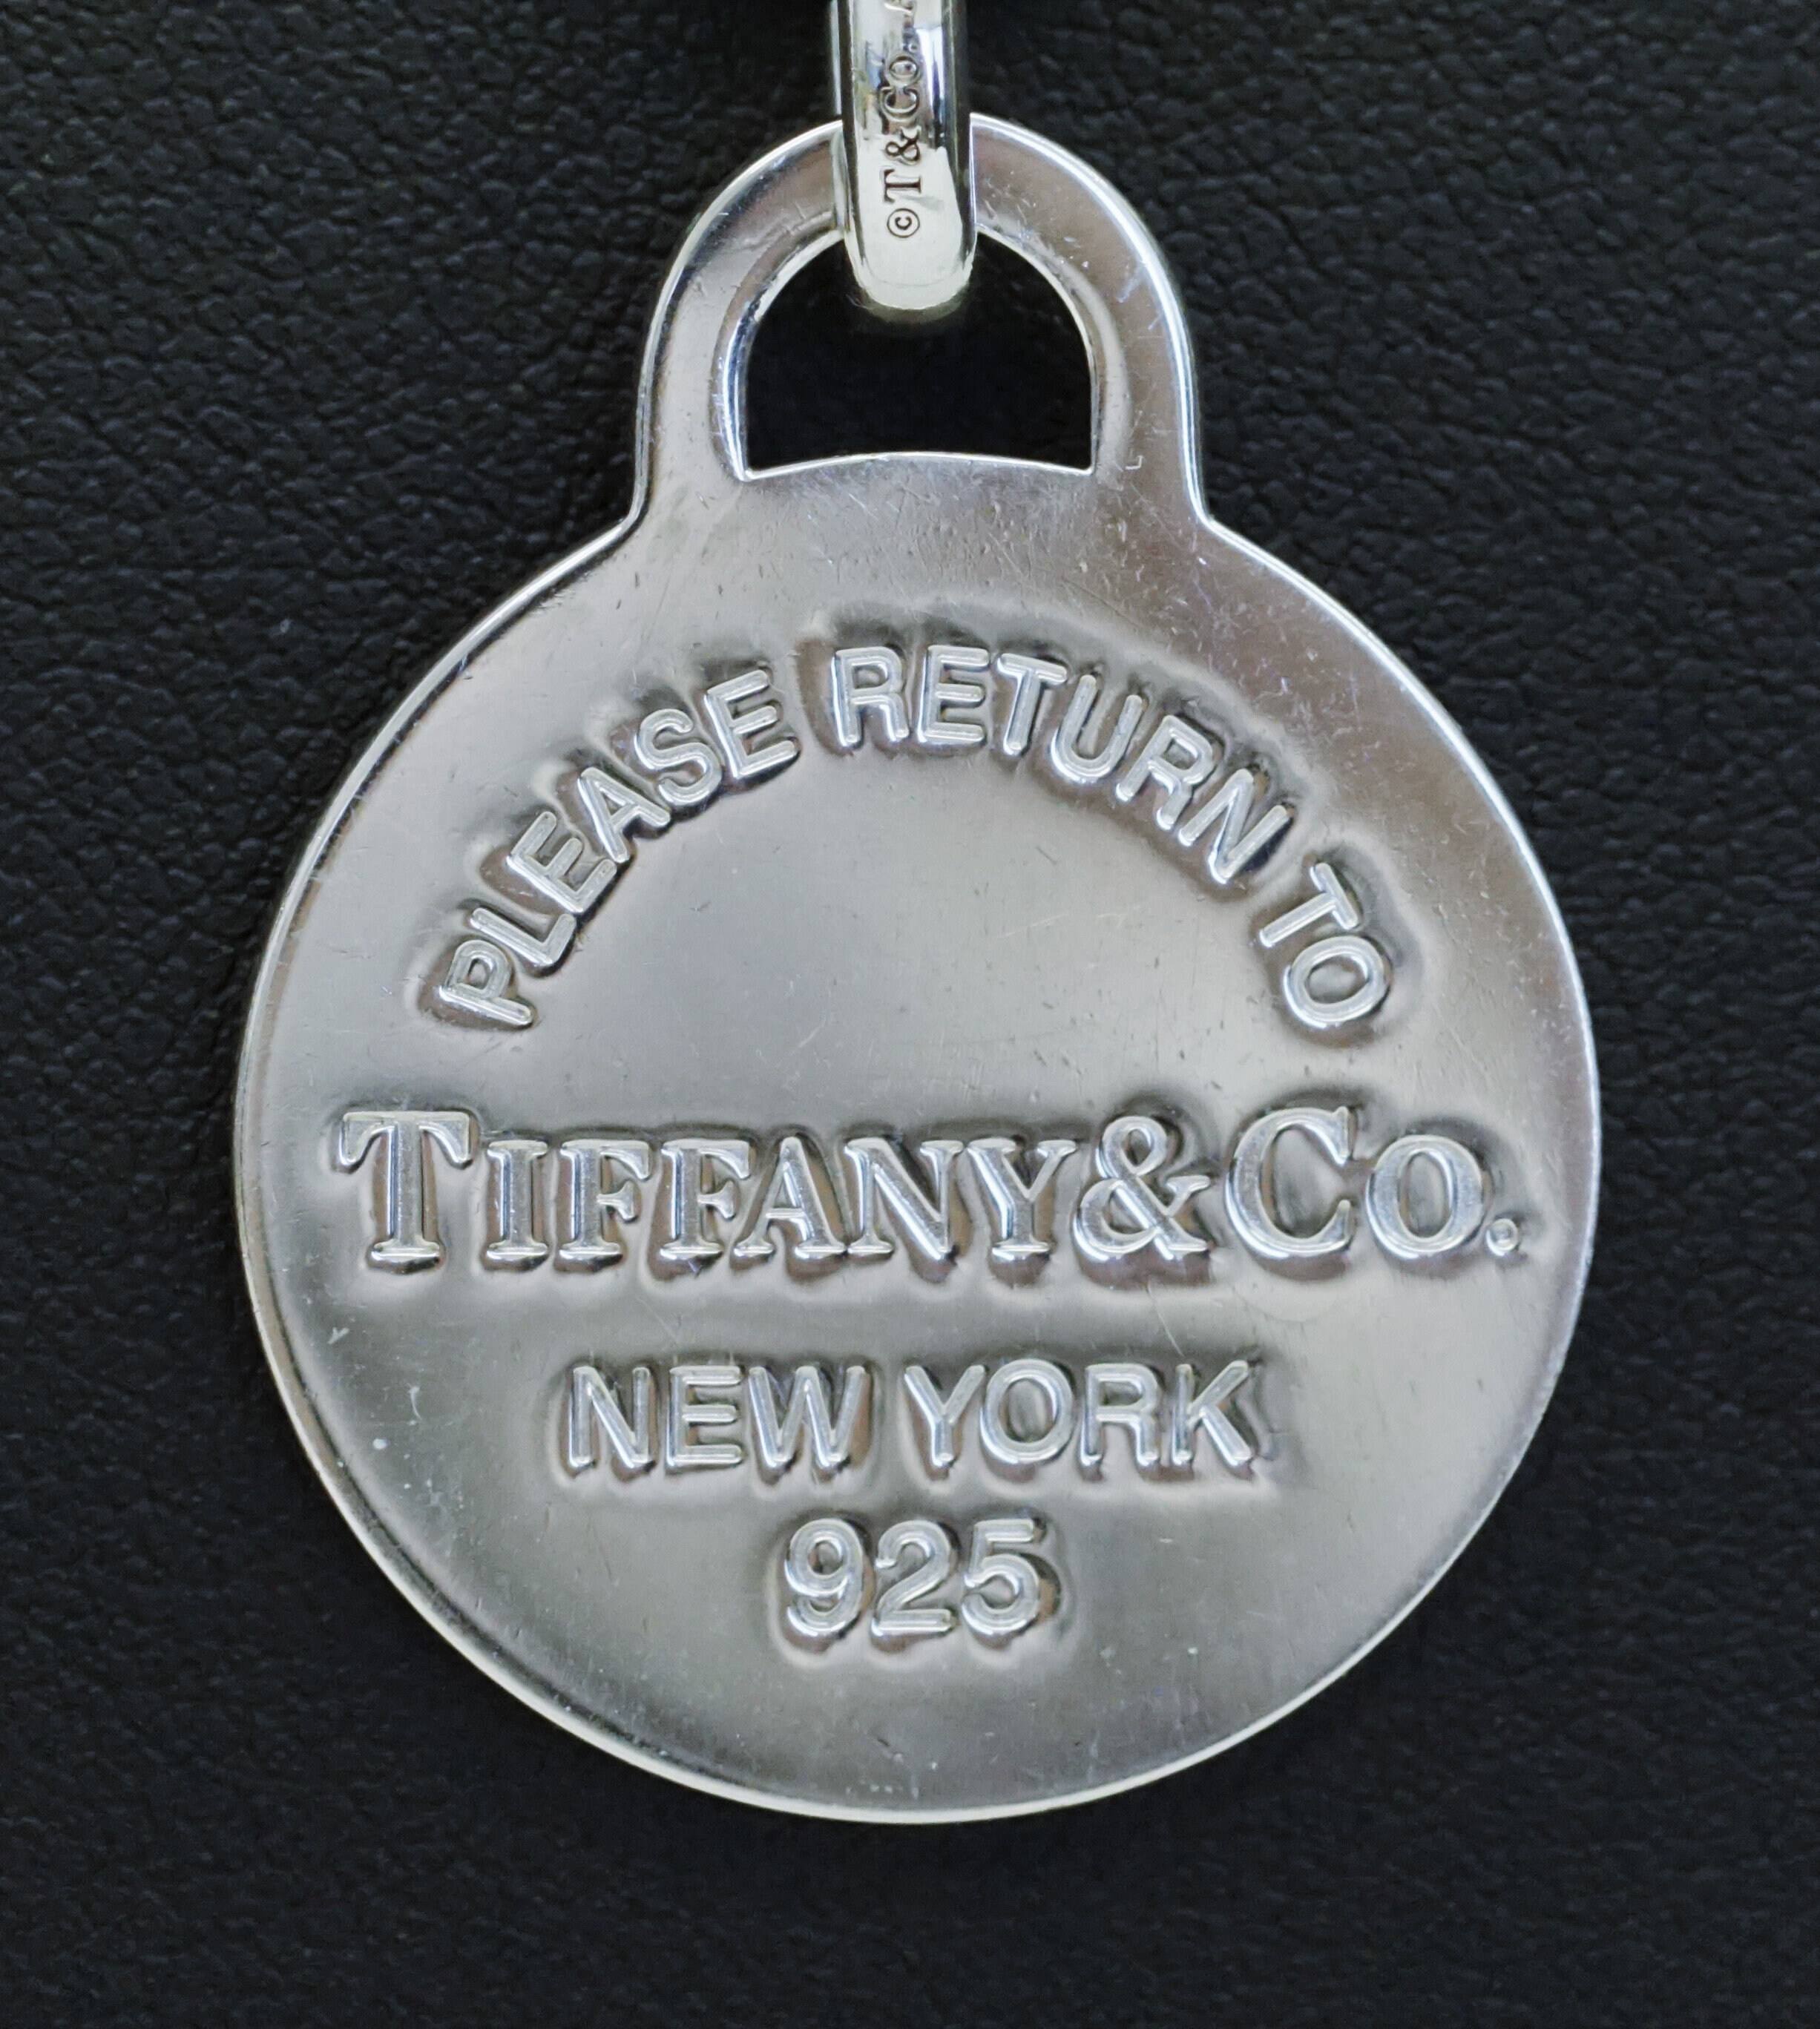 ©T&Co.
PLEASE RETURN TO
TIFFANY&CO.
NEW YORK
925